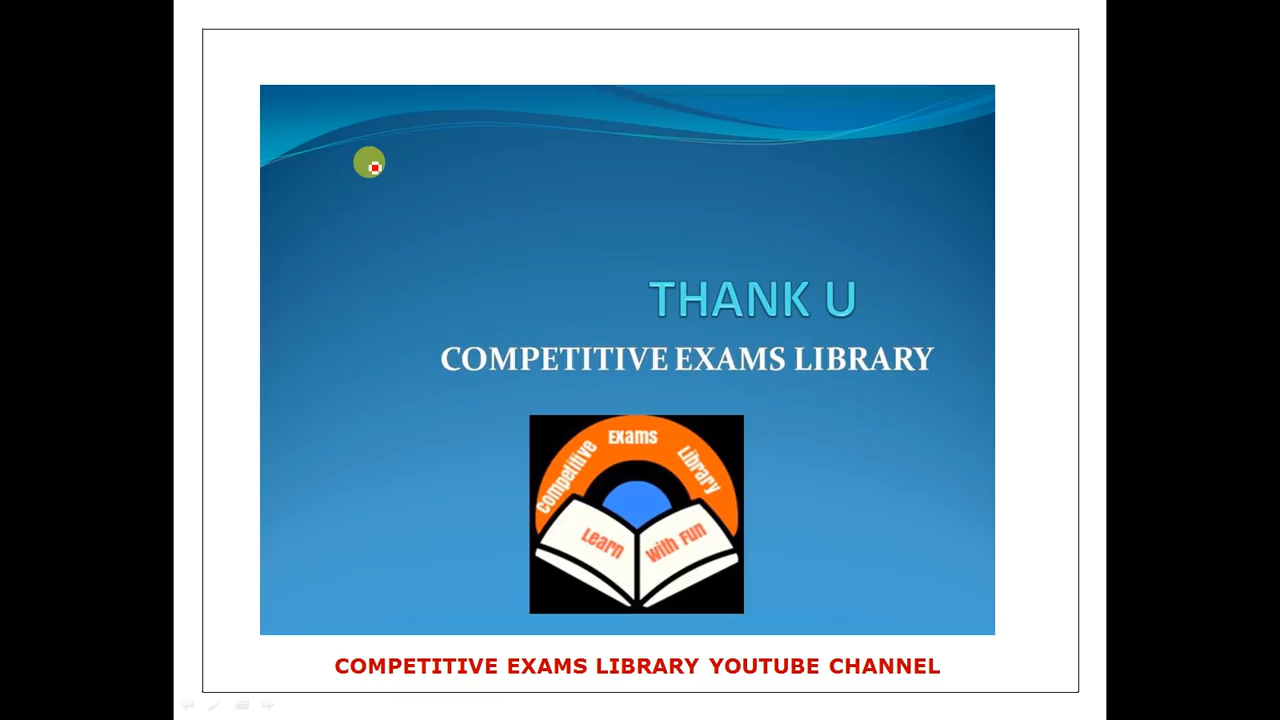 THANK U
COMPETITIVE EXAMS LIBRARY
Competitive Exams Library
Learn with Fun
COMPETITIVE EXAMS LIBRARY YOUTUBE CHANNEL